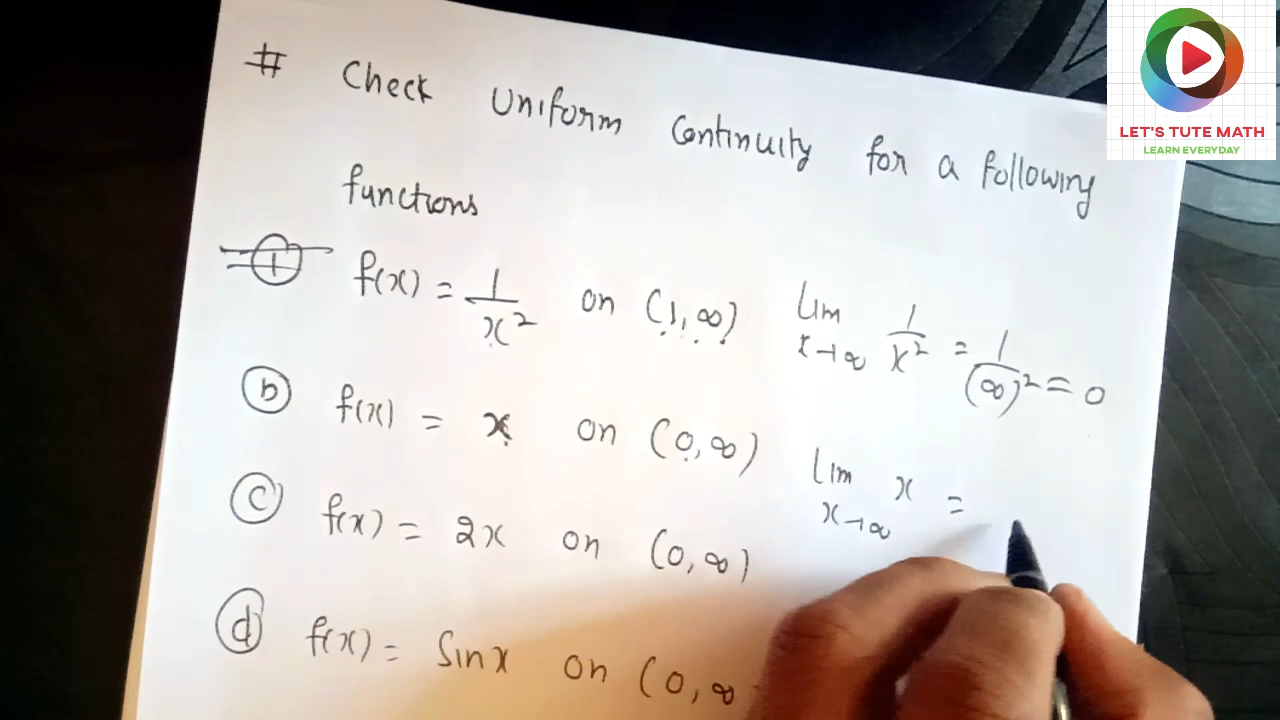 # Check Uniform Continuity for a following
functions
① f(x) = 1/x² on (1,∞) lim x→∞ 1/x² = 1/(∞)² = 0
ⓑ f(x) = x on (0,∞) lim x→∞ x =
ⓒ f(x) = 2x on (0,∞)
ⓓ f(x) = Sinx on (0,∞
LET'S TUTE MATH
LEARN EVERYDAY